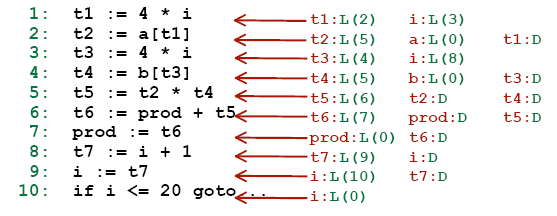 1: t1 := 4 * i t1:L(2) i:L(3)
2: t2 := a[t1] t2:L(5) a:L(0) t1:D
3: t3 := 4 * i t3:L(4) i:L(8)
4: t4 := b[t3] t4:L(5) b:L(0) t3:D
5: t5 := t2 * t4 t5:L(6) t2:D t4:D
6: t6 := prod + t5 t6:L(7) prod:D t5:D
7: prod := t6 prod:L(0) t6:D
8: t7 := i + 1 t7:L(9) i:D
9: i := t7 i:L(10) t7:D
10: if i <= 20 goto ... i:L(0)